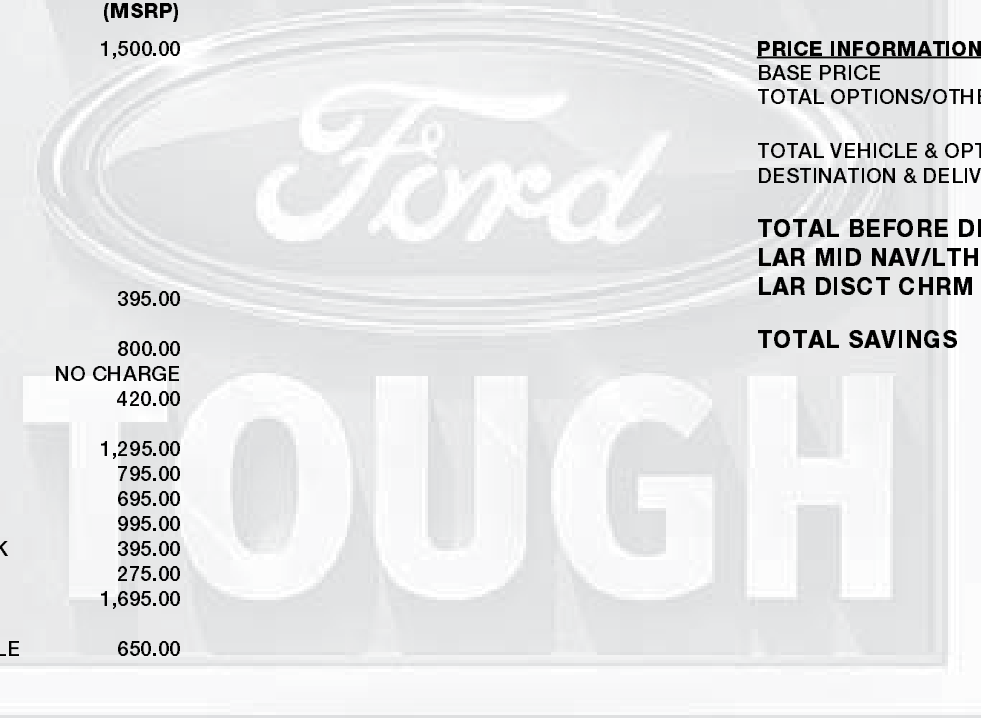 (MSRP)
1,500.00
395.00
800.00
NO CHARGE
420.00
1,295.00
795.00
695.00
995.00
K 395.00
275.00
1,695.00
LE 650.00
Ford
TOUGH
PRICE INFORMATION
BASE PRICE
TOTAL OPTIONS/OTHE
TOTAL VEHICLE & OPT
DESTINATION & DELIV
TOTAL BEFORE DI
LAR MID NAV/LTH
LAR DISCT CHRM
TOTAL SAVINGS